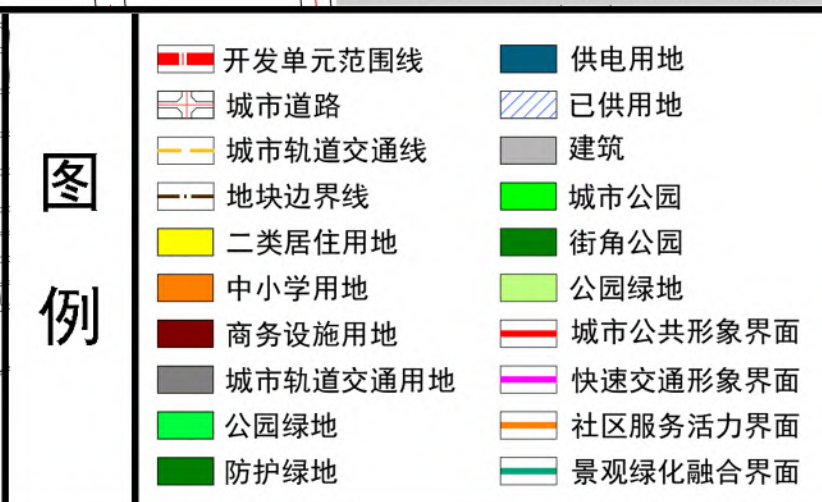 图例
开发单元范围线
城市道路
城市轨道交通线
地块边界线
二类居住用地
中小学用地
商务设施用地
城市轨道交通用地
公园绿地
防护绿地
供电用地
已供用地
建筑
城市公园
街角公园
公园绿地
城市公共形象界面
快速交通形象界面
社区服务活力界面
景观绿化融合界面